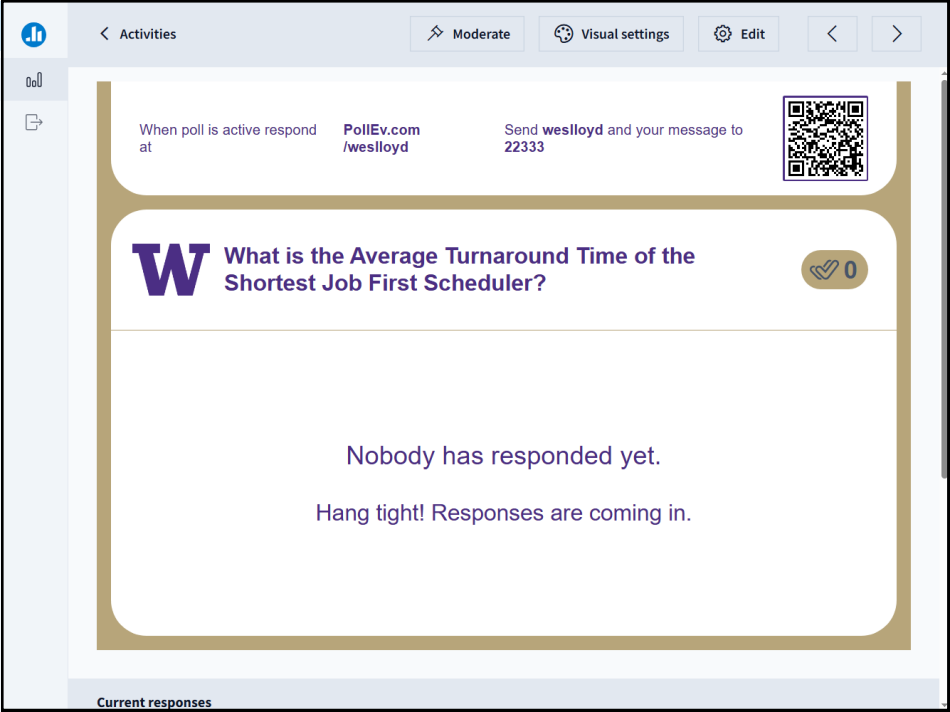 Activities
Moderate
Visual settings
Edit
When poll is active respond at
PollEv.com
/weslloyd
Send weslloyd and your message to
22333
W
What is the Average Turnaround Time of the
Shortest Job First Scheduler?
0
Nobody has responded yet.
Hang tight! Responses are coming in.
Current responses